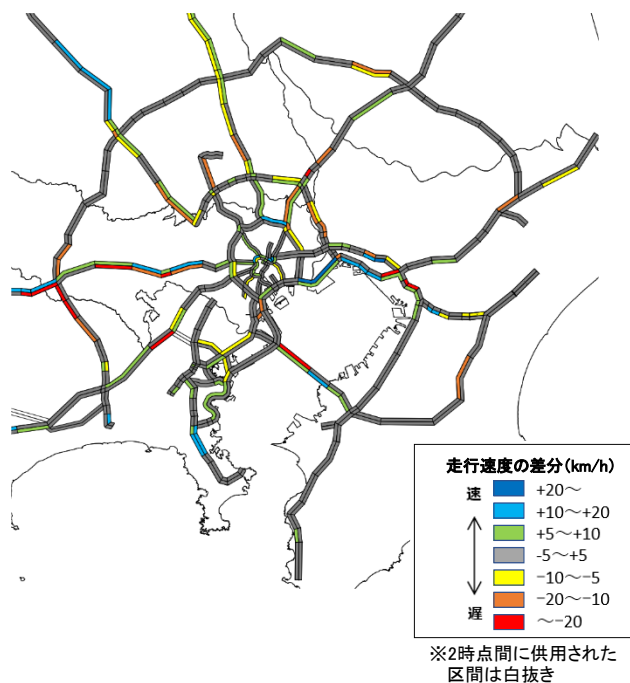 走行速度の差分(km/h)
速
+20～
+10～+20
+5～+10
-5～+5
-10～-5
-20～-10
～-20
遅
※2時点間に供用された
区間は白抜き